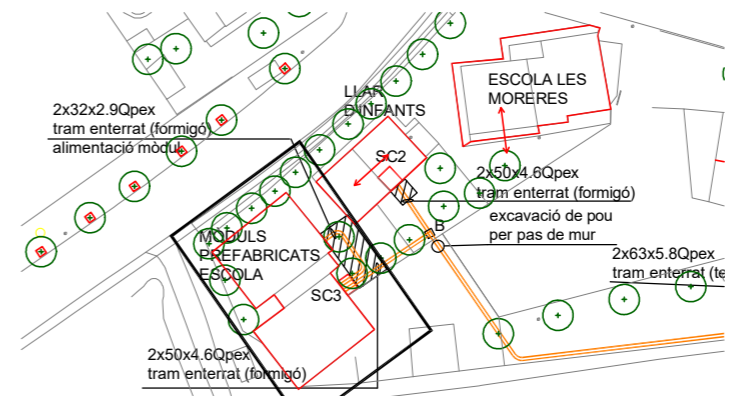 ESCOLA LES
MORERES
LLAR
D'INFANTS
2x32x2.9Qpex
tram enterrat (formigó)
alimentació mòdul
SC2
2x50x4.6Qpex
tram enterrat (formigó)
excavació de pou
per pas de mur
B
MÒDULS
PREFABRICATS
ESCOLA
2x63x5.8Qpex
tram enterrat (te
SC3
2x50x4.6Qpex
tram enterrat (formigó)